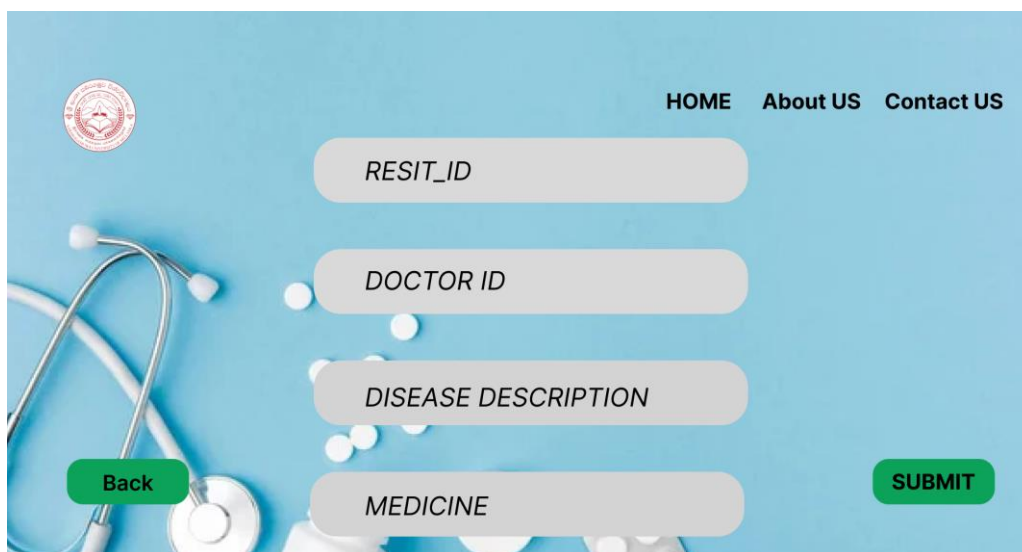 HOME About US Contact US
RESIT_ID
DOCTOR ID
DISEASE DESCRIPTION
Back
SUBMIT
MEDICINE